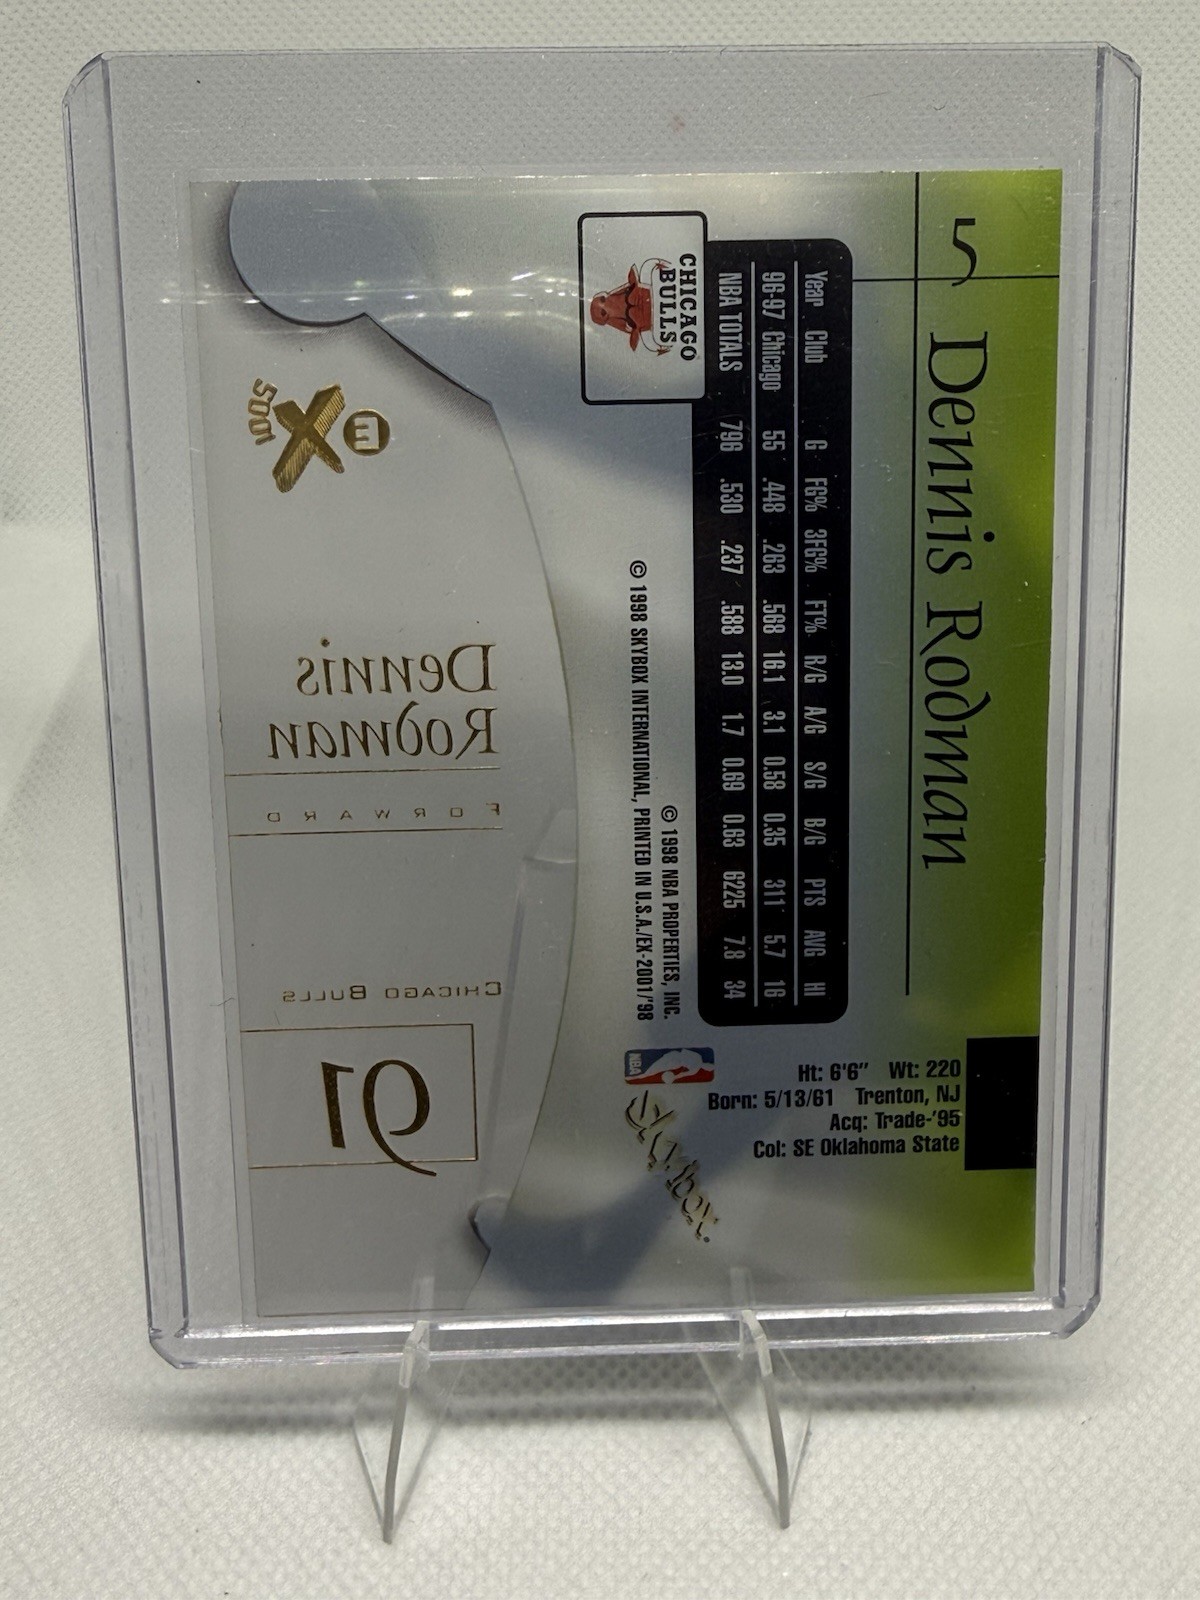 5 Dennis Rodman
Year Club G FG% 3FG% FT% R/G A/G S/G B/G PTS AVG HI
96-97 Chicago 55 .448 .263 .568 16.1 3.1 0.58 0.35 311 5.7 16
NBA TOTALS 796 .530 .237 .588 13.0 1.7 0.69 0.63 6225 7.8 34
CHICAGO
BULLS
© 1998 NBA PROPERTIES, INC.
© 1998 SKYBOX INTERNATIONAL, PRINTED IN U.S.A./EX-2001/'98
Ht: 6'6" Wt: 220
Born: 5/13/61 Trenton, NJ
Acq: Trade-'95
Col: SE Oklahoma State
NBA
SkyBox
E
X
2001
Dennis
Rodman
FORWARD
CHICAGO BULLS
91